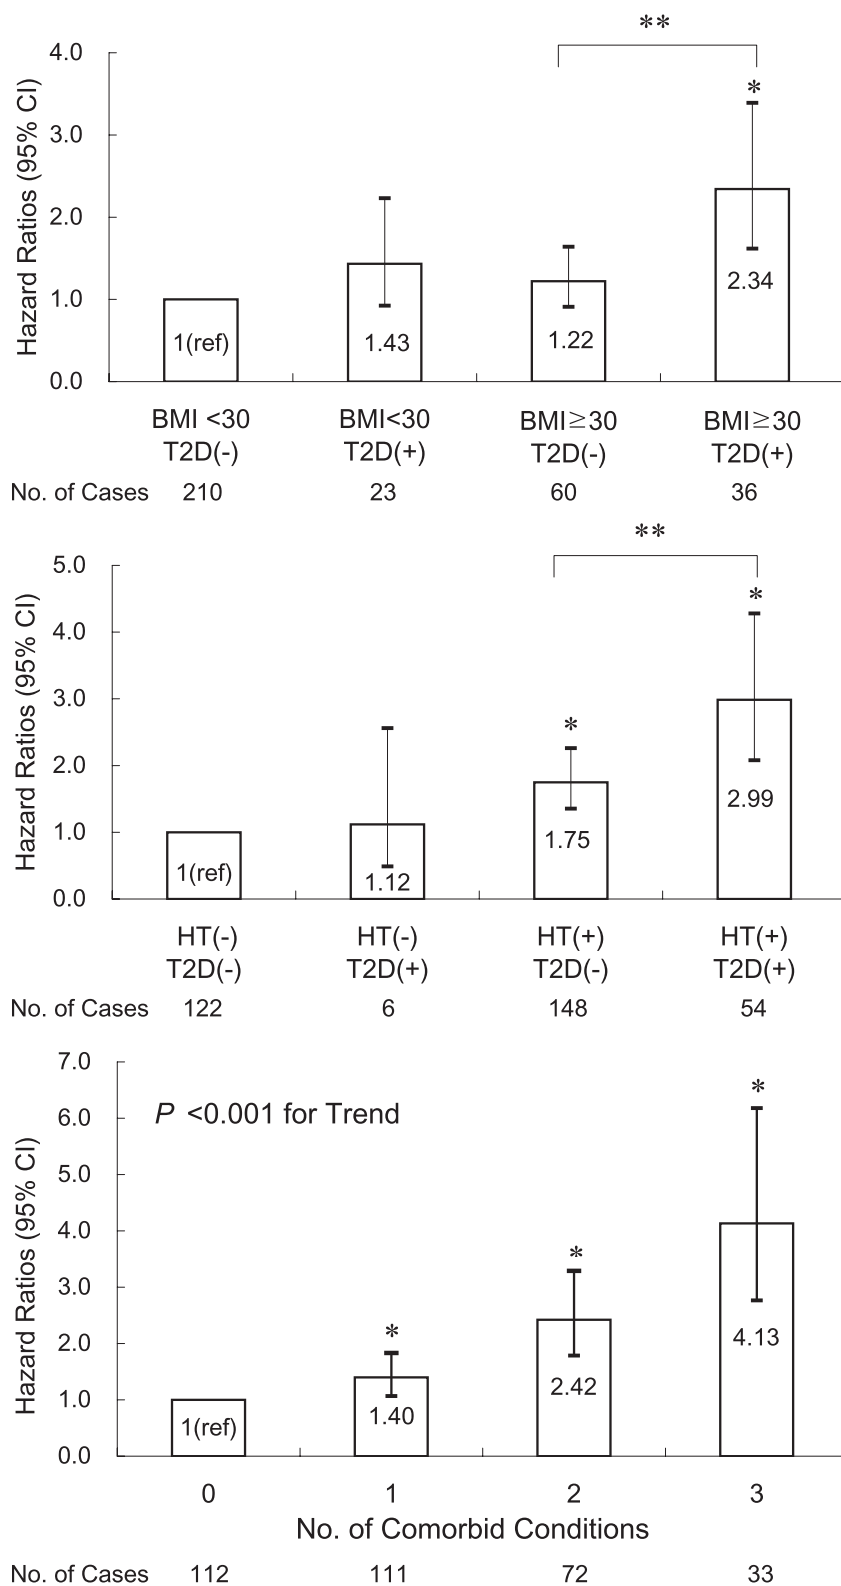 **
Hazard Ratios (95% CI)
4.0
3.0
2.0
1.0
0.0
*
1(ref)
1.43
1.22
2.34
BMI <30 BMI<30 BMI≥30 BMI≥30
T2D(-) T2D(+) T2D(-) T2D(+)
No. of Cases 210 23 60 36
**
Hazard Ratios (95% CI)
5.0
4.0
3.0
2.0
1.0
0.0
*
*
1(ref)
1.12
1.75
2.99
HT(-) HT(-) HT(+) HT(+)
T2D(-) T2D(+) T2D(-) T2D(+)
No. of Cases 122 6 148 54
Hazard Ratios (95% CI)
7.0
6.0
5.0
4.0
3.0
2.0
1.0
0.0
P <0.001 for Trend
*
*
*
1(ref)
1.40
2.42
4.13
0 1 2 3
No. of Comorbid Conditions
No. of Cases 112 111 72 33